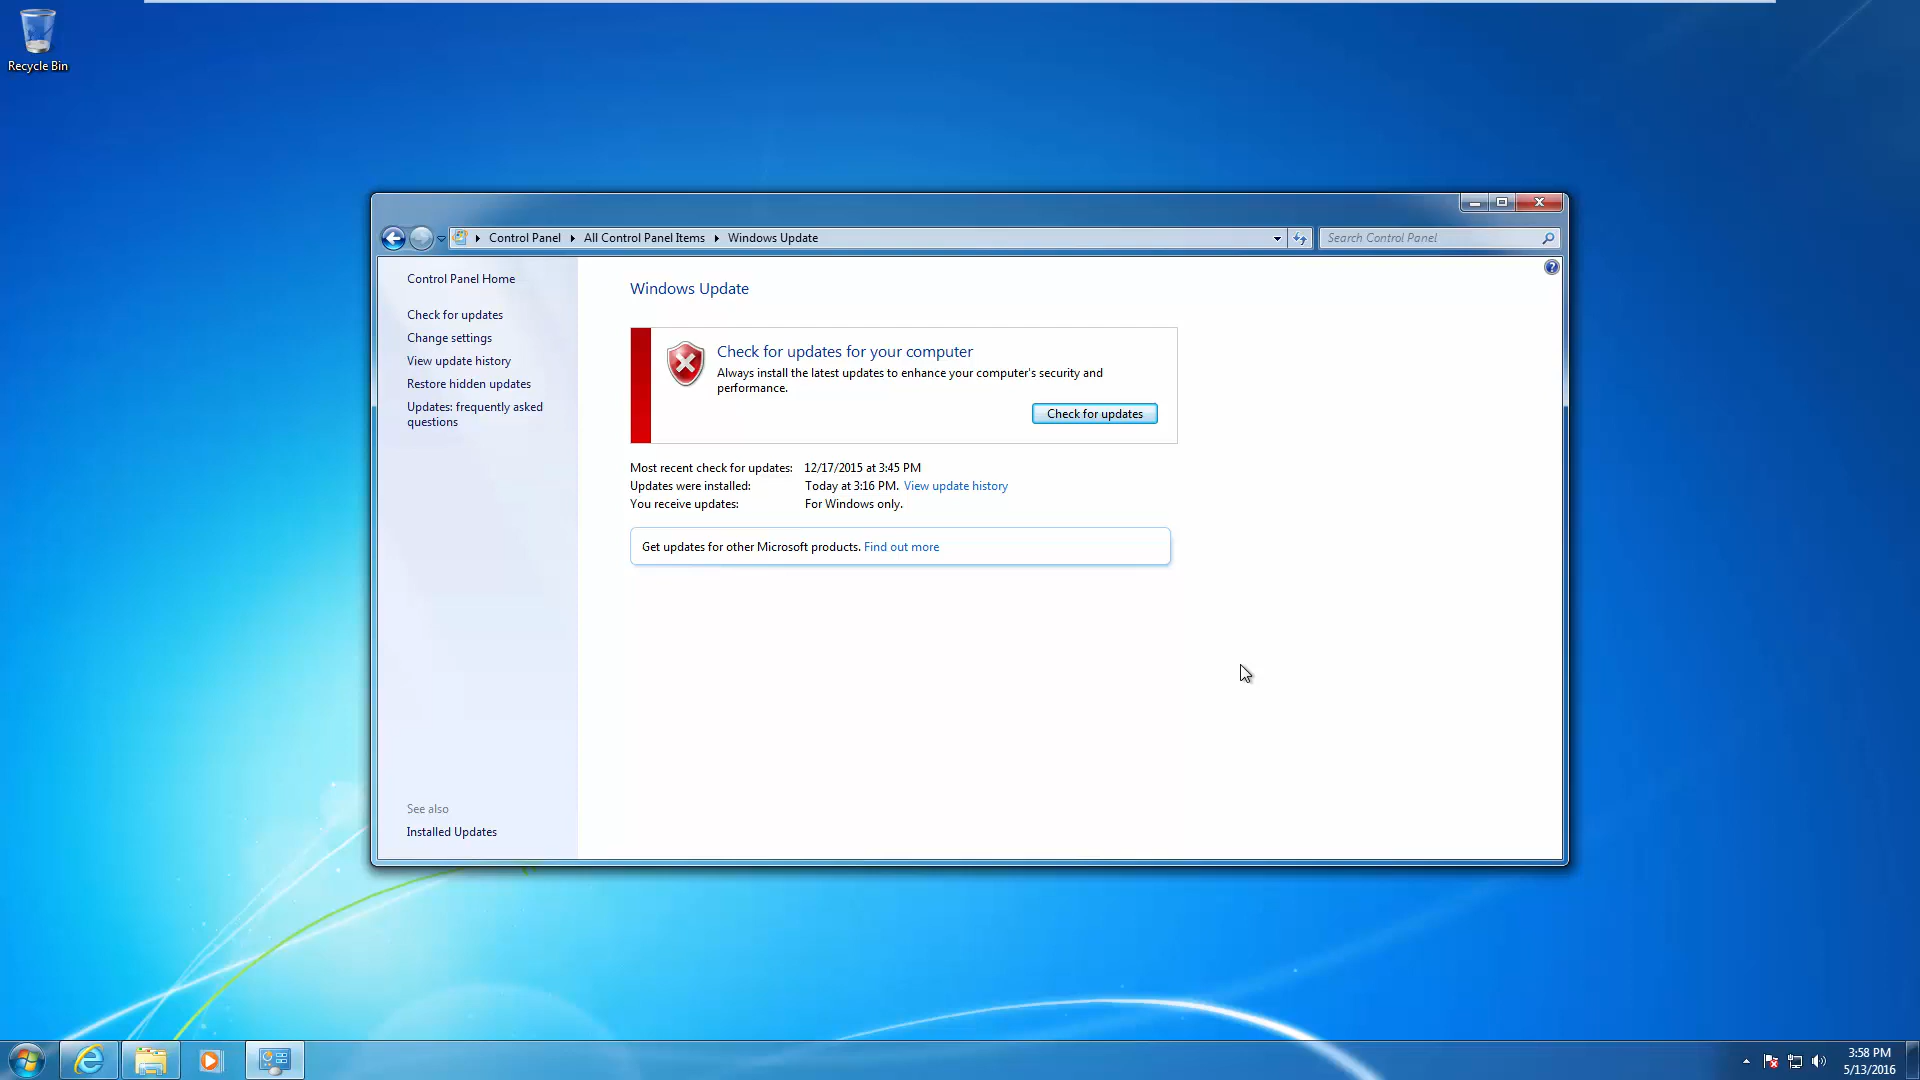 Recycle Bin
Control Panel
All Control Panel Items
Windows Update
Search Control Panel
Control Panel Home
Check for updates
Change settings
View update history
Restore hidden updates
Updates: frequently asked
questions
See also
Installed Updates
Windows Update
Check for updates for your computer
Always install the latest updates to enhance your computer's security and
performance.
Check for updates
Most recent check for updates: 12/17/2015 at 3:45 PM
Updates were installed: Today at 3:16 PM. View update history
You receive updates: For Windows only.
Get updates for other Microsoft products. Find out more
3:58 PM
5/13/2016